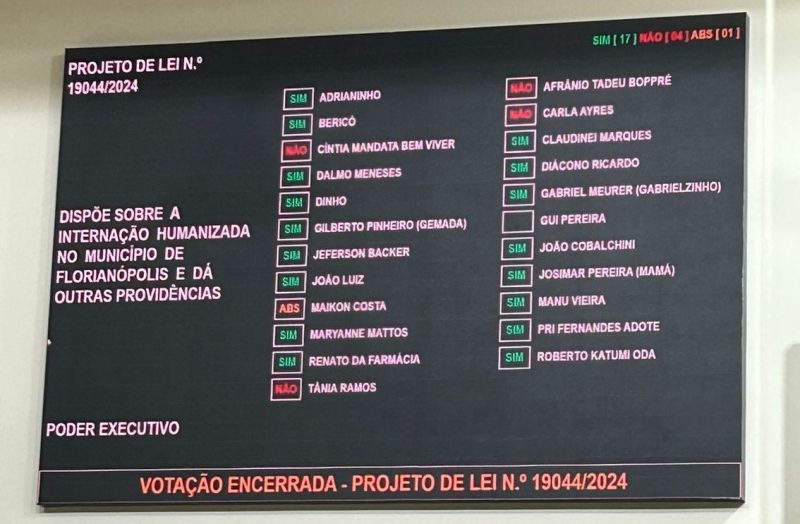 SIM [ 17 ] NÃO [ 04 ] ABS [ 01 ]
PROJETO DE LEI N.º
19044/2024
DISPÕE SOBRE A
INTERNAÇÃO HUMANIZADA
NO MUNICÍPIO DE
FLORIANÓPOLIS E DÁ
OUTRAS PROVIDÊNCIAS
PODER EXECUTIVO
SIM ADRIANINHO
SIM BERICÓ
NÃO CÍNTIA MANDATA BEM VIVER
SIM DALMO MENESES
SIM DINHO
SIM GILBERTO PINHEIRO (GEMADA)
SIM JEFERSON BACKER
SIM JOÃO LUIZ
ABS MAIKON COSTA
SIM MARYANNE MATTOS
SIM RENATO DA FARMÁCIA
NÃO TÂNIA RAMOS
NÃO AFRÂNIO TADEU BOPPRÉ
NÃO CARLA AYRES
SIM CLAUDINEI MARQUES
SIM DIÁCONO RICARDO
SIM GABRIEL MEURER (GABRIELZINHO)
GUI PEREIRA
SIM JOÃO COBALCHINI
SIM JOSIMAR PEREIRA (MAMÁ)
SIM MANU VIEIRA
SIM PRI FERNANDES ADOTE
SIM ROBERTO KATUMI ODA
VOTAÇÃO ENCERRADA - PROJETO DE LEI N.º 19044/2024